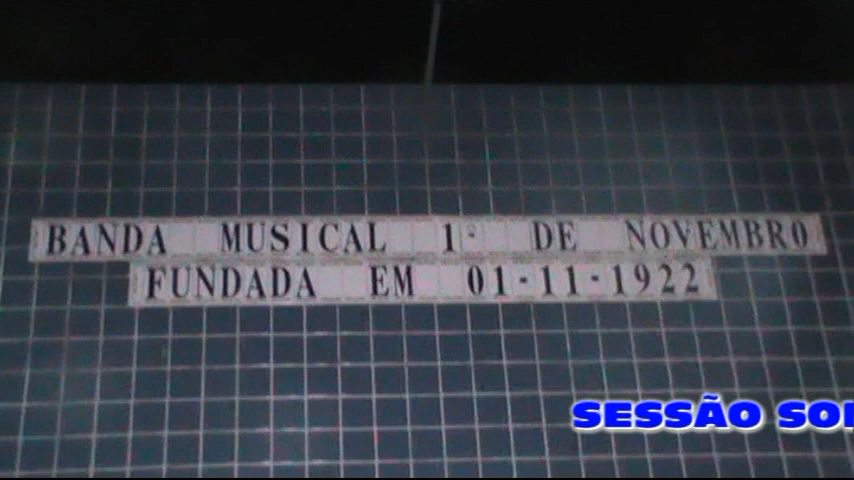 BANDA MUSICAL 1º DE NOVEMBRO
FUNDADA EM 01-11-1922
SESSÃO